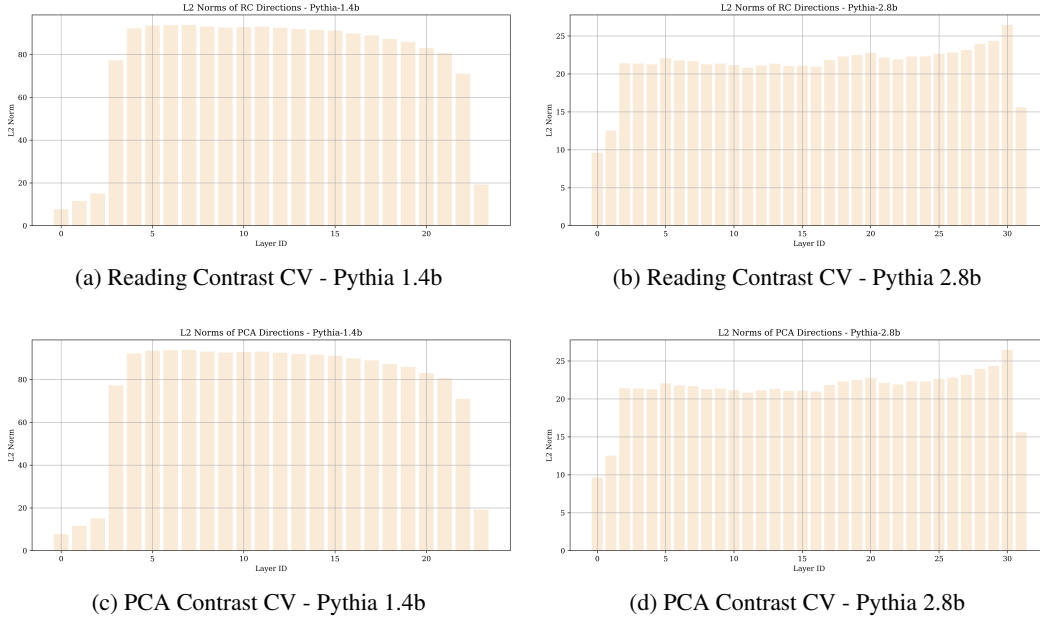 L2 Norms of RC Directions - Pythia-1.4b
L2 Norm
80
60
40
20
0
0 5 10 15 20
Layer ID
(a) Reading Contrast CV - Pythia 1.4b
L2 Norms of RC Directions - Pythia-2.8b
L2 Norm
25
20
15
10
5
0
0 5 10 15 20 25 30
Layer ID
(b) Reading Contrast CV - Pythia 2.8b
L2 Norms of PCA Directions - Pythia-1.4b
L2 Norm
80
60
40
20
0
0 5 10 15 20
Layer ID
(c) PCA Contrast CV - Pythia 1.4b
L2 Norms of PCA Directions - Pythia-2.8b
L2 Norm
25
20
15
10
5
0
0 5 10 15 20 25 30
Layer ID
(d) PCA Contrast CV - Pythia 2.8b